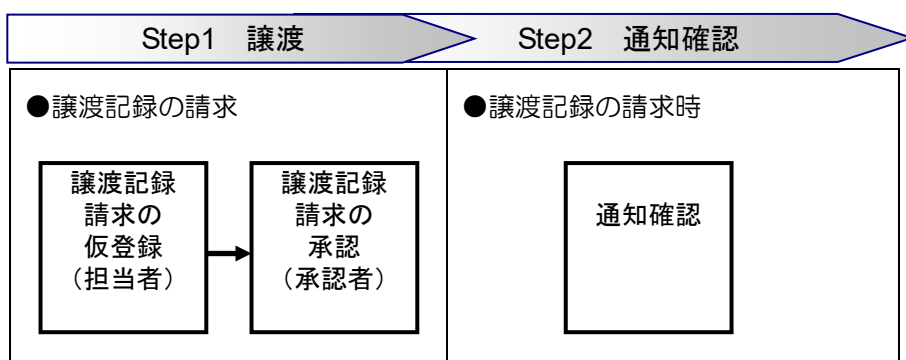 Step1 譲渡
Step2 通知確認
●譲渡記録の請求
譲渡記録
請求の
仮登録
（担当者）
譲渡記録
請求の
承認
（承認者）
●譲渡記録の請求時
通知確認